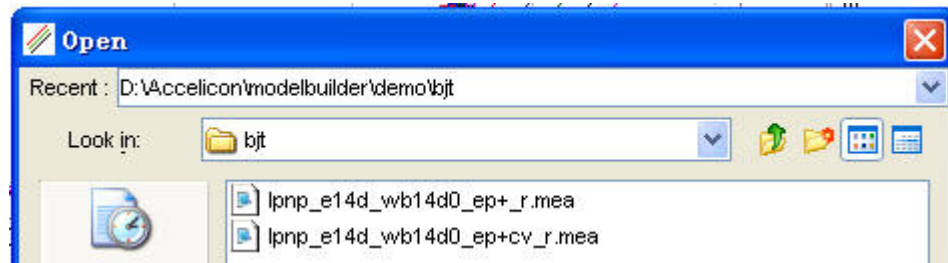 Open
Recent : D:\Accelicon\modelbuilder\demo\bjt
Look in: bjt
lpnp_e14d_wb14d0_ep+_r.mea
lpnp_e14d_wb14d0_ep+cv_r.mea